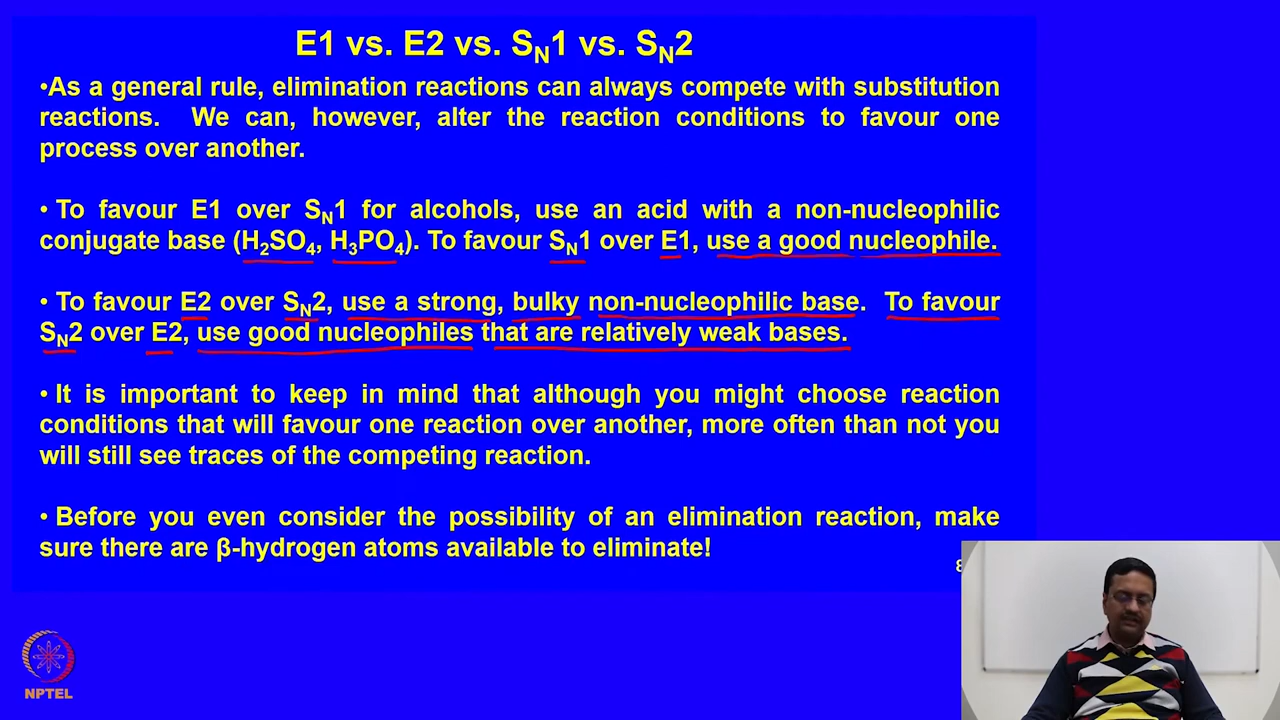 E1 vs. E2 vs. SN1 vs. SN2
•As a general rule, elimination reactions can always compete with substitution
reactions. We can, however, alter the reaction conditions to favour one
process over another.
• To favour E1 over SN1 for alcohols, use an acid with a non-nucleophilic
conjugate base (H2SO4, H3PO4). To favour SN1 over E1, use a good nucleophile.
• To favour E2 over SN2, use a strong, bulky non-nucleophilic base. To favour
SN2 over E2, use good nucleophiles that are relatively weak bases.
• It is important to keep in mind that although you might choose reaction
conditions that will favour one reaction over another, more often than not you
will still see traces of the competing reaction.
• Before you even consider the possibility of an elimination reaction, make
sure there are β-hydrogen atoms available to eliminate!
NPTEL